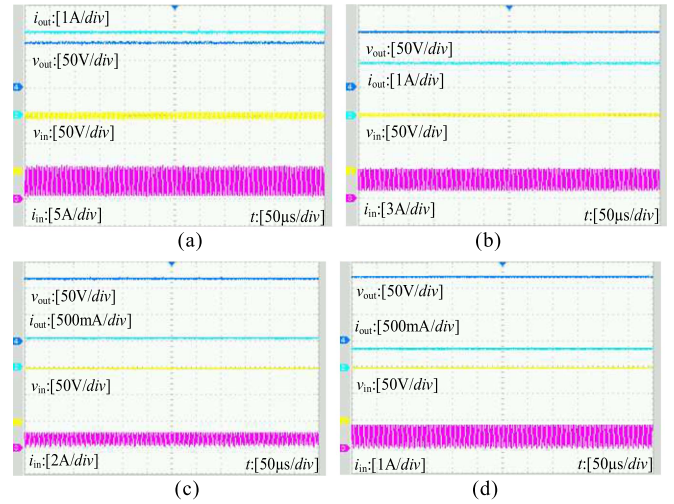 iout:[1A/div]
vout:[50V/div]
vin:[50V/div]
iin:[5A/div]
t:[50μs/div]
(a)
vout:[50V/div]
iout:[1A/div]
vin:[50V/div]
iin:[3A/div]
t:[50μs/div]
(b)
vout:[50V/div]
iout:[500mA/div]
vin:[50V/div]
iin:[2A/div]
t:[50μs/div]
(c)
vout:[50V/div]
iout:[500mA/div]
vin:[50V/div]
iin:[1A/div]
t:[50μs/div]
(d)